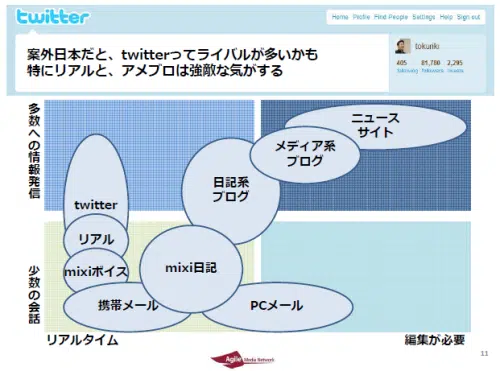 twitter
Home Profile Find People Settings Help Sign out
案外日本だと、twitterってライバルが多いかも
特にリアルと、アメブロは強敵な気がする
tokuriki
405 81,780 2,295
多数への情報発信
ニュース
サイト
メディア系
ブログ
日記系
ブログ
twitter
リアル
mixiボイス
mixi日記
携帯メール
PCメール
少数の会話
リアルタイム
編集が必要
Agile Media Network
11